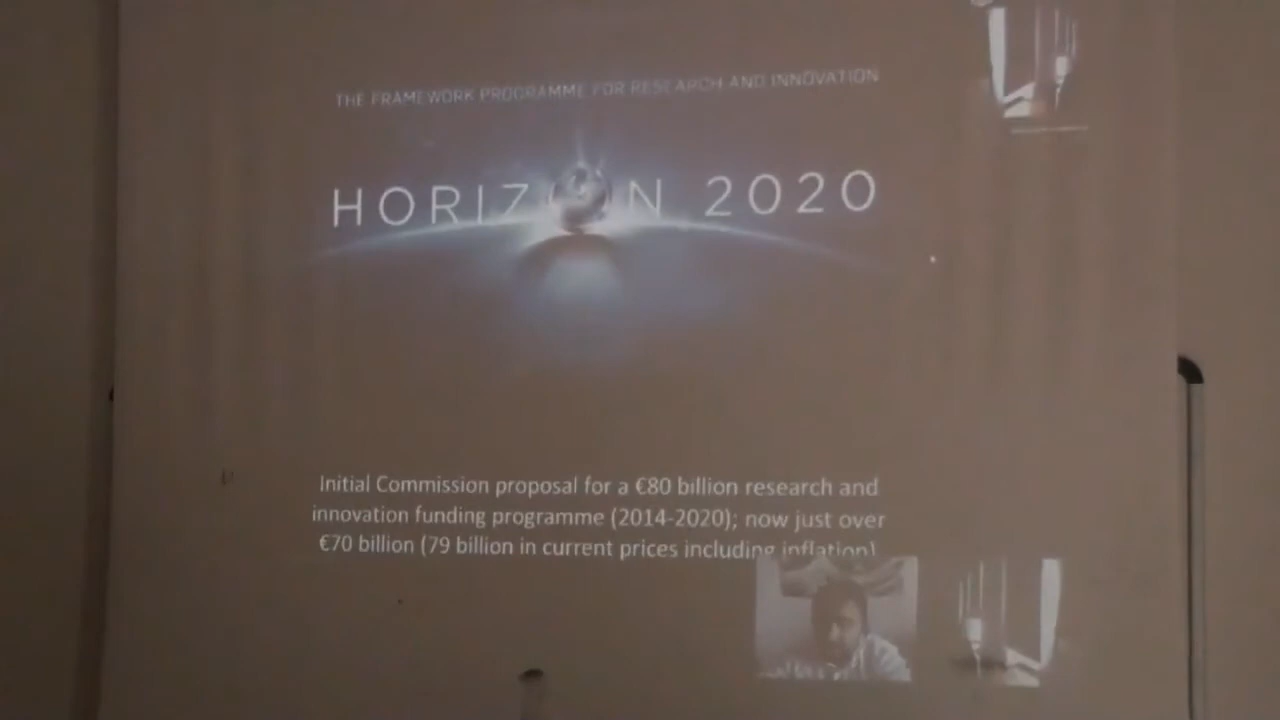 THE FRAMEWORK PROGRAMME FOR RESEARCH AND INNOVATION
HORIZON 2020
Initial Commission proposal for a €80 billion research and
innovation funding programme (2014-2020); now just over
€70 billion (79 billion in current prices including inflation)